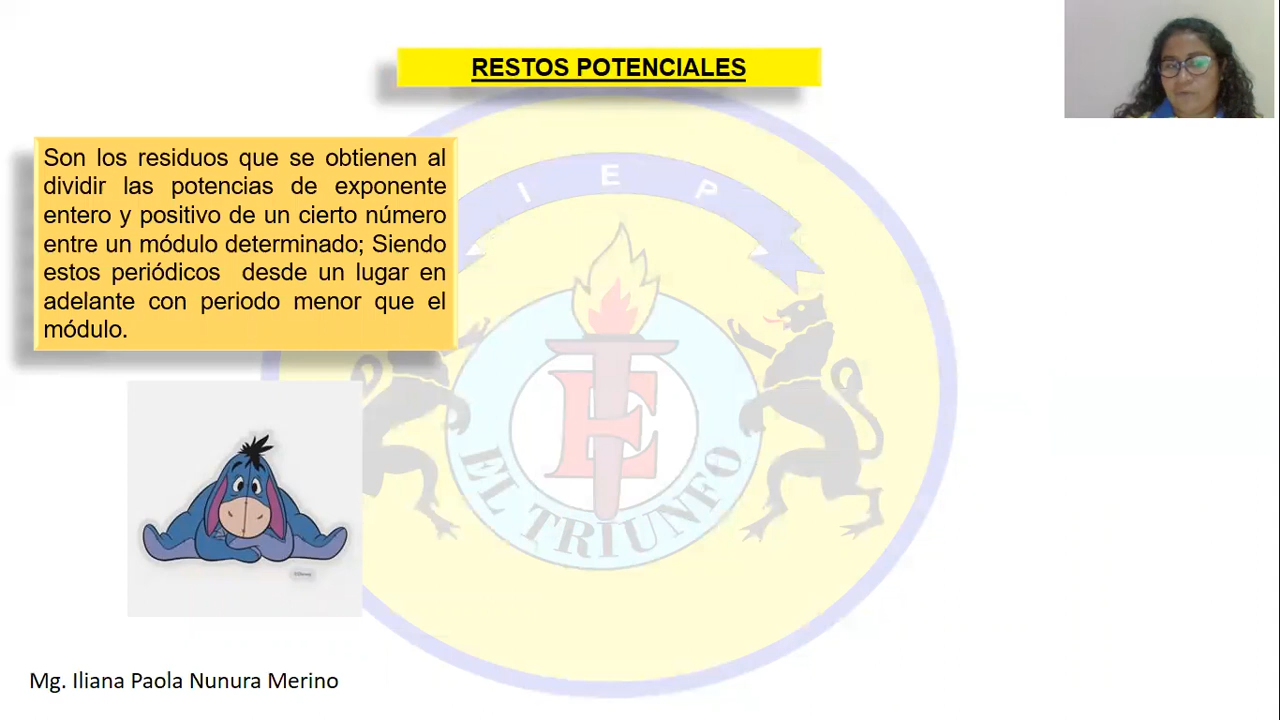 RESTOS POTENCIALES
Son los residuos que se obtienen al
dividir las potencias de exponente
entero y positivo de un cierto número
entre un módulo determinado; Siendo
estos periódicos desde un lugar en
adelante con periodo menor que el
módulo.
I E P
E
EL TRIUNFO
©Disney
Mg. Iliana Paola Nunura Merino